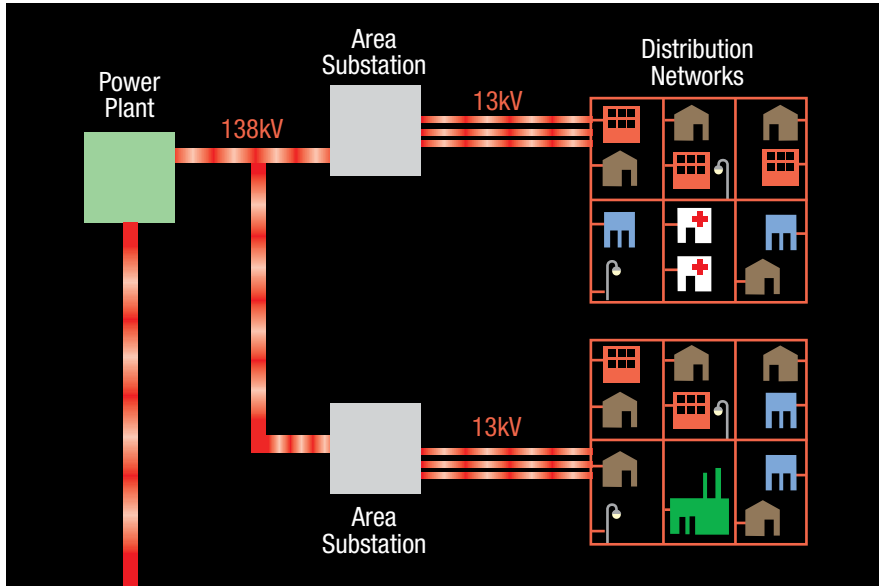 Power
Plant
138kV
Area
Substation
13kV
Distribution
Networks
13kV
Area
Substation